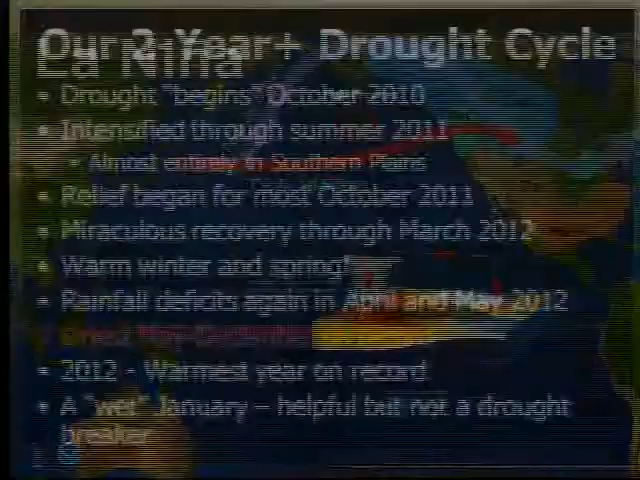 Our 2-Year+ Drought Cycle
La Niña
• Drought "begins" October 2010
• Intensified through summer 2011
• Almost entirely in Southern Plains
• Relief began for most October 2011
• Miraculous recovery through March 2012
• Warm winter and spring!
• Rainfall deficits again in April and May 2012
• 2012 - Warmest year on record
• A "wet" January – helpful but not a drought
breaker